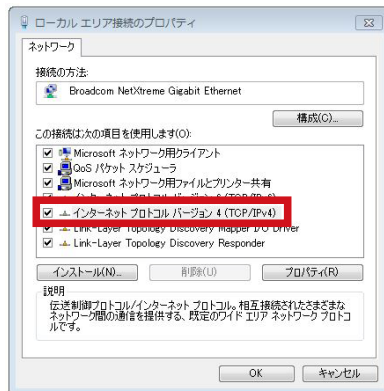 ローカル エリア接続のプロパティ
ネットワーク
接続の方法:
Broadcom NetXtreme Gigabit Ethernet
構成(C)...
この接続は次の項目を使用します(O):
Microsoft ネットワーク用クライアント
QoS パケット スケジューラ
Microsoft ネットワーク用ファイルとプリンター共有
インターネット プロトコル バージョン 4 (TCP/IPv4)
Link-Layer Topology Discovery Mapper I/O Driver
Link-Layer Topology Discovery Responder
インストール(N)...
削除(U)
プロパティ(R)
説明
伝送制御プロトコル/インターネット プロトコル。相互接続されたさまざまな
ネットワーク間の通信を提供する、既定のワイド エリア ネットワーク プロトコ
ルです。
OK
キャンセル